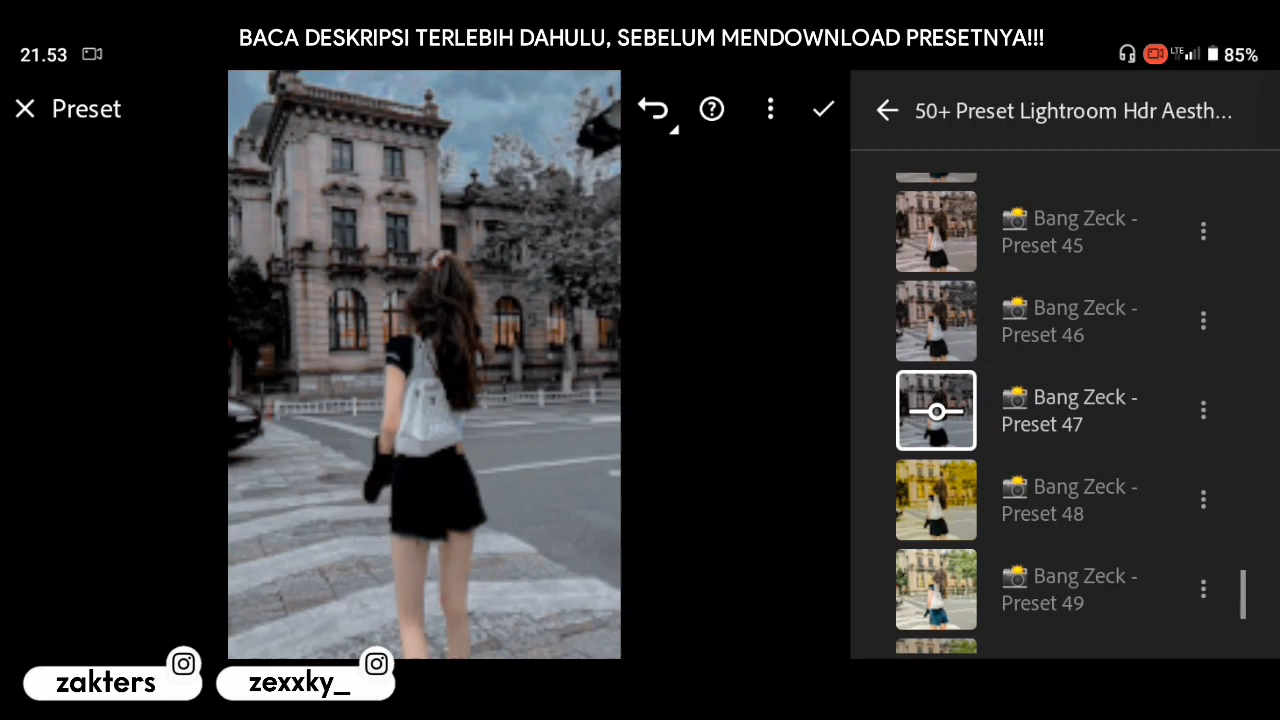 BACA DESKRIPSI TERLEBIH DAHULU, SEBELUM MENDOWNLOAD PRESETNYA!!!
21.53
LTE
85%
Preset
50+ Preset Lightroom Hdr Aesth...
📸 Bang Zeck -
Preset 45
📸 Bang Zeck -
Preset 46
📸 Bang Zeck -
Preset 47
📸 Bang Zeck -
Preset 48
📸 Bang Zeck -
Preset 49
zakters
zexxky_